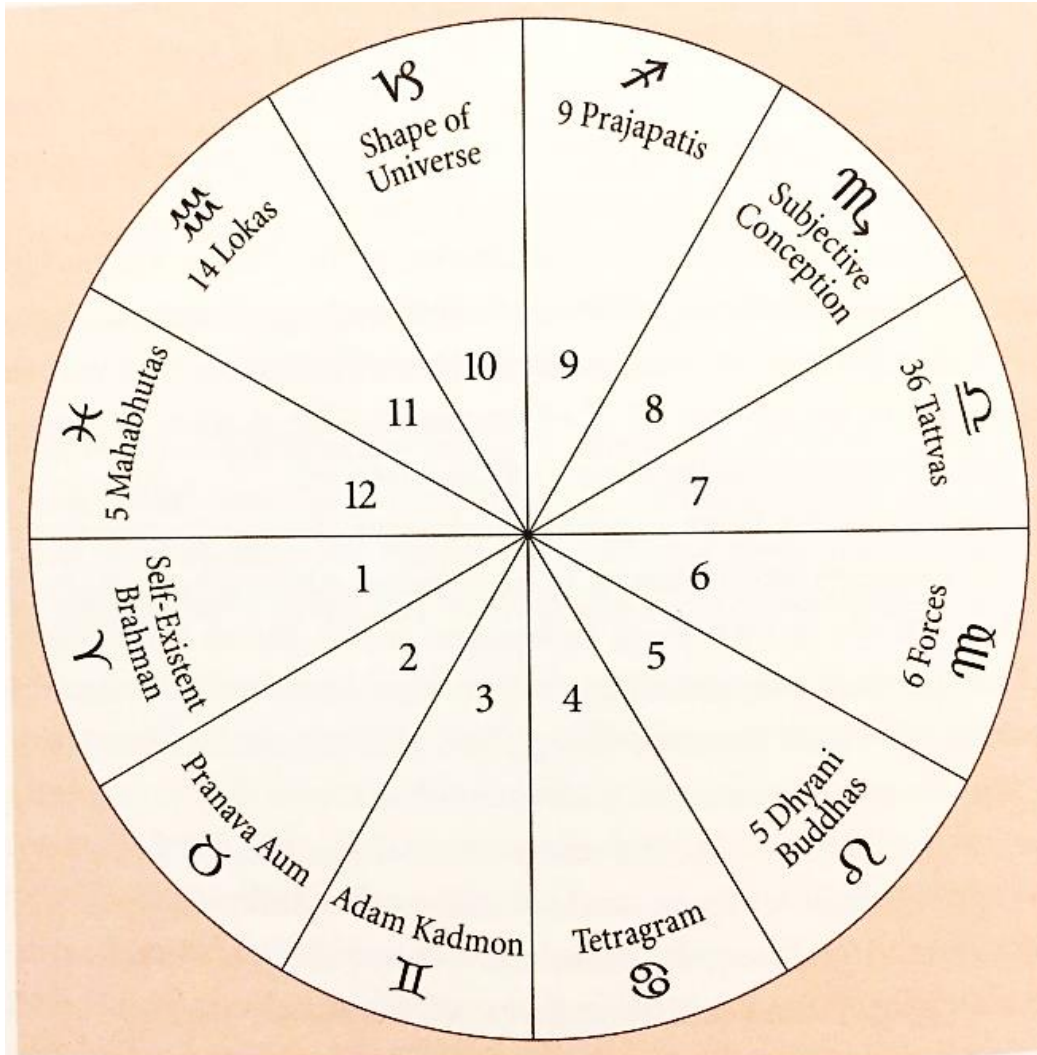 ♈
Self-Existent
Brahman
1
♉
Pranava Aum
2
♊
Adam Kadmon
3
♋
Tetragram
4
♌
5 Dhyani
Buddhas
5
♍
6 Forces
6
♎
36 Tattvas
7
♏
Subjective
Conception
8
♐
9 Prajapatis
9
♑
Shape of
Universe
10
♒
14 Lokas
11
♓
5 Mahabhutas
12